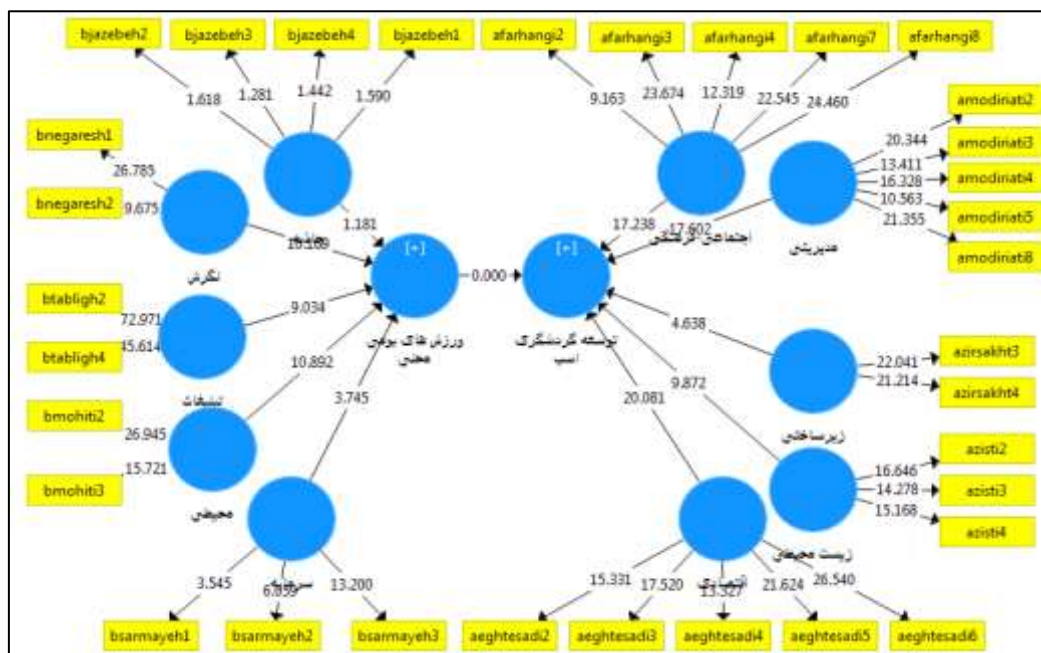 bjazebeh2
bjazebeh3
bjazebeh4
bjazebeh1
afarhangi2
afarhangi3
afarhangi4
afarhangi7
afarhangi8
1.618
1.281
1.442
1.590
9.163
23.674
12.319
22.545
24.460
bnegaresh1
bnegaresh2
26.785
9.675
amodiriati2
amodiriati3
amodiriati4
amodiriati5
amodiriati8
20.344
13.411
16.328
10.563
21.355
1.181
17.238
17.602
اجتماعی فرهنگی
مدیریتی
نگرش
[+]
0.000
[+]
ورزش های بومی
محلی
توسعه گردشگری
اسب
btabligh2
btabligh4
72.971
45.614
9.034
تبلیغات
4.638
22.041
21.214
azirsakht3
azirsakht4
زیرساختی
bmohiti2
bmohiti3
26.945
15.721
10.892
محیطی
9.872
16.646
14.278
15.168
azisti2
azisti3
azisti4
زیست محیطی
3.745
سرمایه
3.545
13.200
bsarmayeh1
bsarmayeh2
bsarmayeh3
20.081
اقتصادی
15.331
17.520
13.327
21.624
26.540
aeghtesadi2
aeghtesadi3
aeghtesadi4
aeghtesadi5
aeghtesadi6